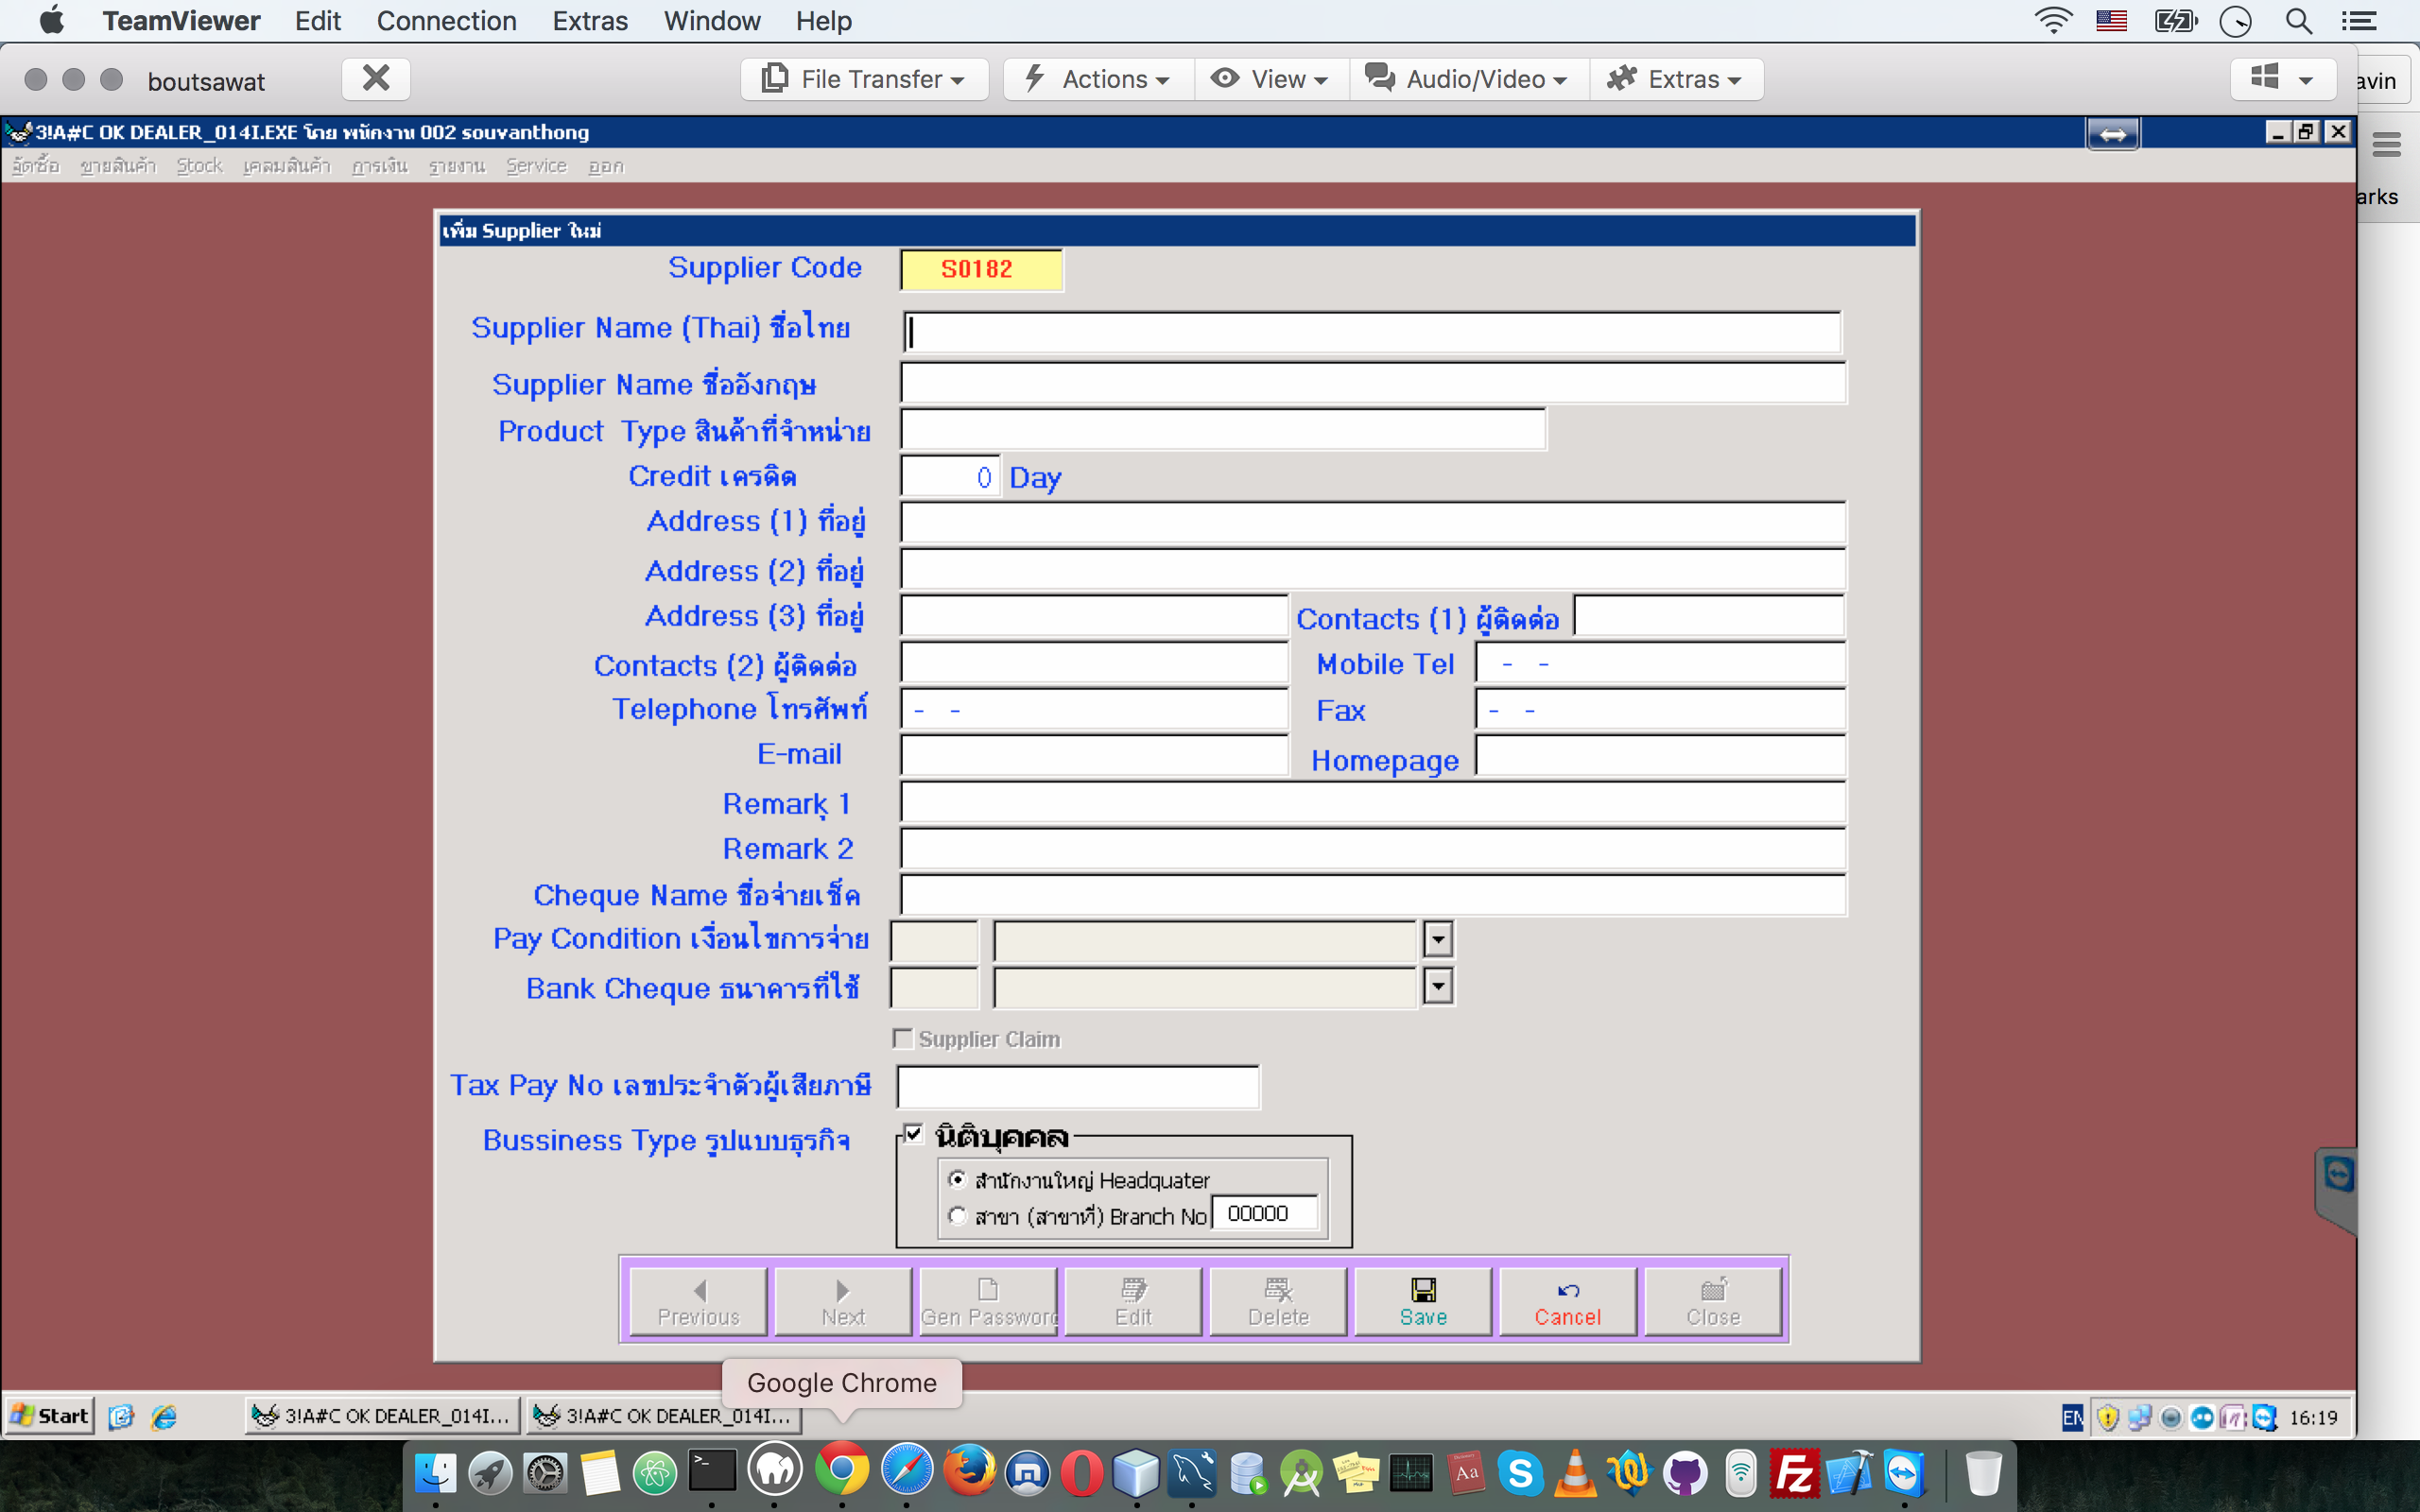 TeamViewer Edit Connection Extras Window Help
boutsawat File Transfer Actions View Audio/Video Extras avin
3!A#C OK DEALER_014I.EXE โดย พนักงาน 002 souvanthong
จัดซื้อ ขายสินค้า Stock เคลมสินค้า การเงิน รายงาน Service ออก
arks
เพิ่ม Supplier ใหม่
Supplier Code S0182
Supplier Name (Thai) ชื่อไทย
Supplier Name ชื่ออังกฤษ
Product Type สินค้าที่จำหน่าย
Credit เครดิต 0 Day
Address (1) ที่อยู่
Address (2) ที่อยู่
Address (3) ที่อยู่ Contacts (1) ผู้ติดต่อ
Contacts (2) ผู้ติดต่อ Mobile Tel - -
Telephone โทรศัพท์ - - Fax - -
E-mail Homepage
Remark 1
Remark 2
Cheque Name ชื่อจ่ายเช็ค
Pay Condition เงื่อนไขการจ่าย
Bank Cheque ธนาคารที่ใช้
Supplier Claim
Tax Pay No เลขประจำตัวผู้เสียภาษี
Bussiness Type รูปแบบธุรกิจ นิติบุคคล
สำนักงานใหญ่ Headquater
สาขา (สาขาที่) Branch No 00000
Previous Next Gen Password Edit Delete Save Cancel Close
Google Chrome
Start 3!A#C OK DEALER_014I... 3!A#C OK DEALER_014I... EN 16:19